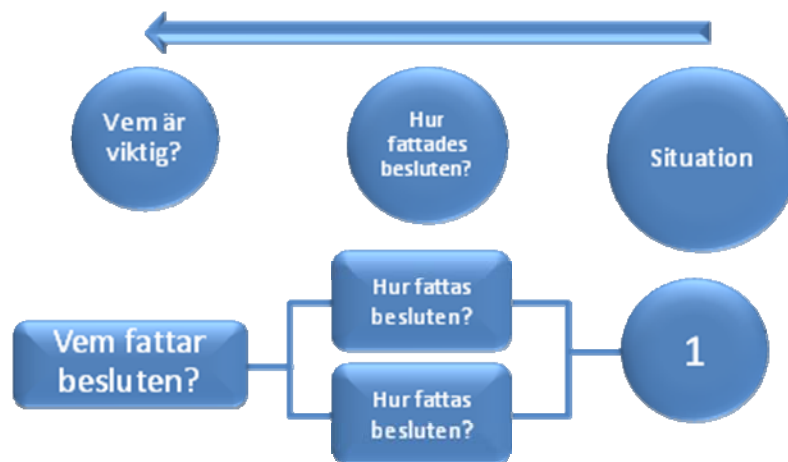 Vem är
viktig?
Hur
fattades
besluten?
Situation
Vem fattar
besluten?
Hur fattas
besluten?
Hur fattas
besluten?
1